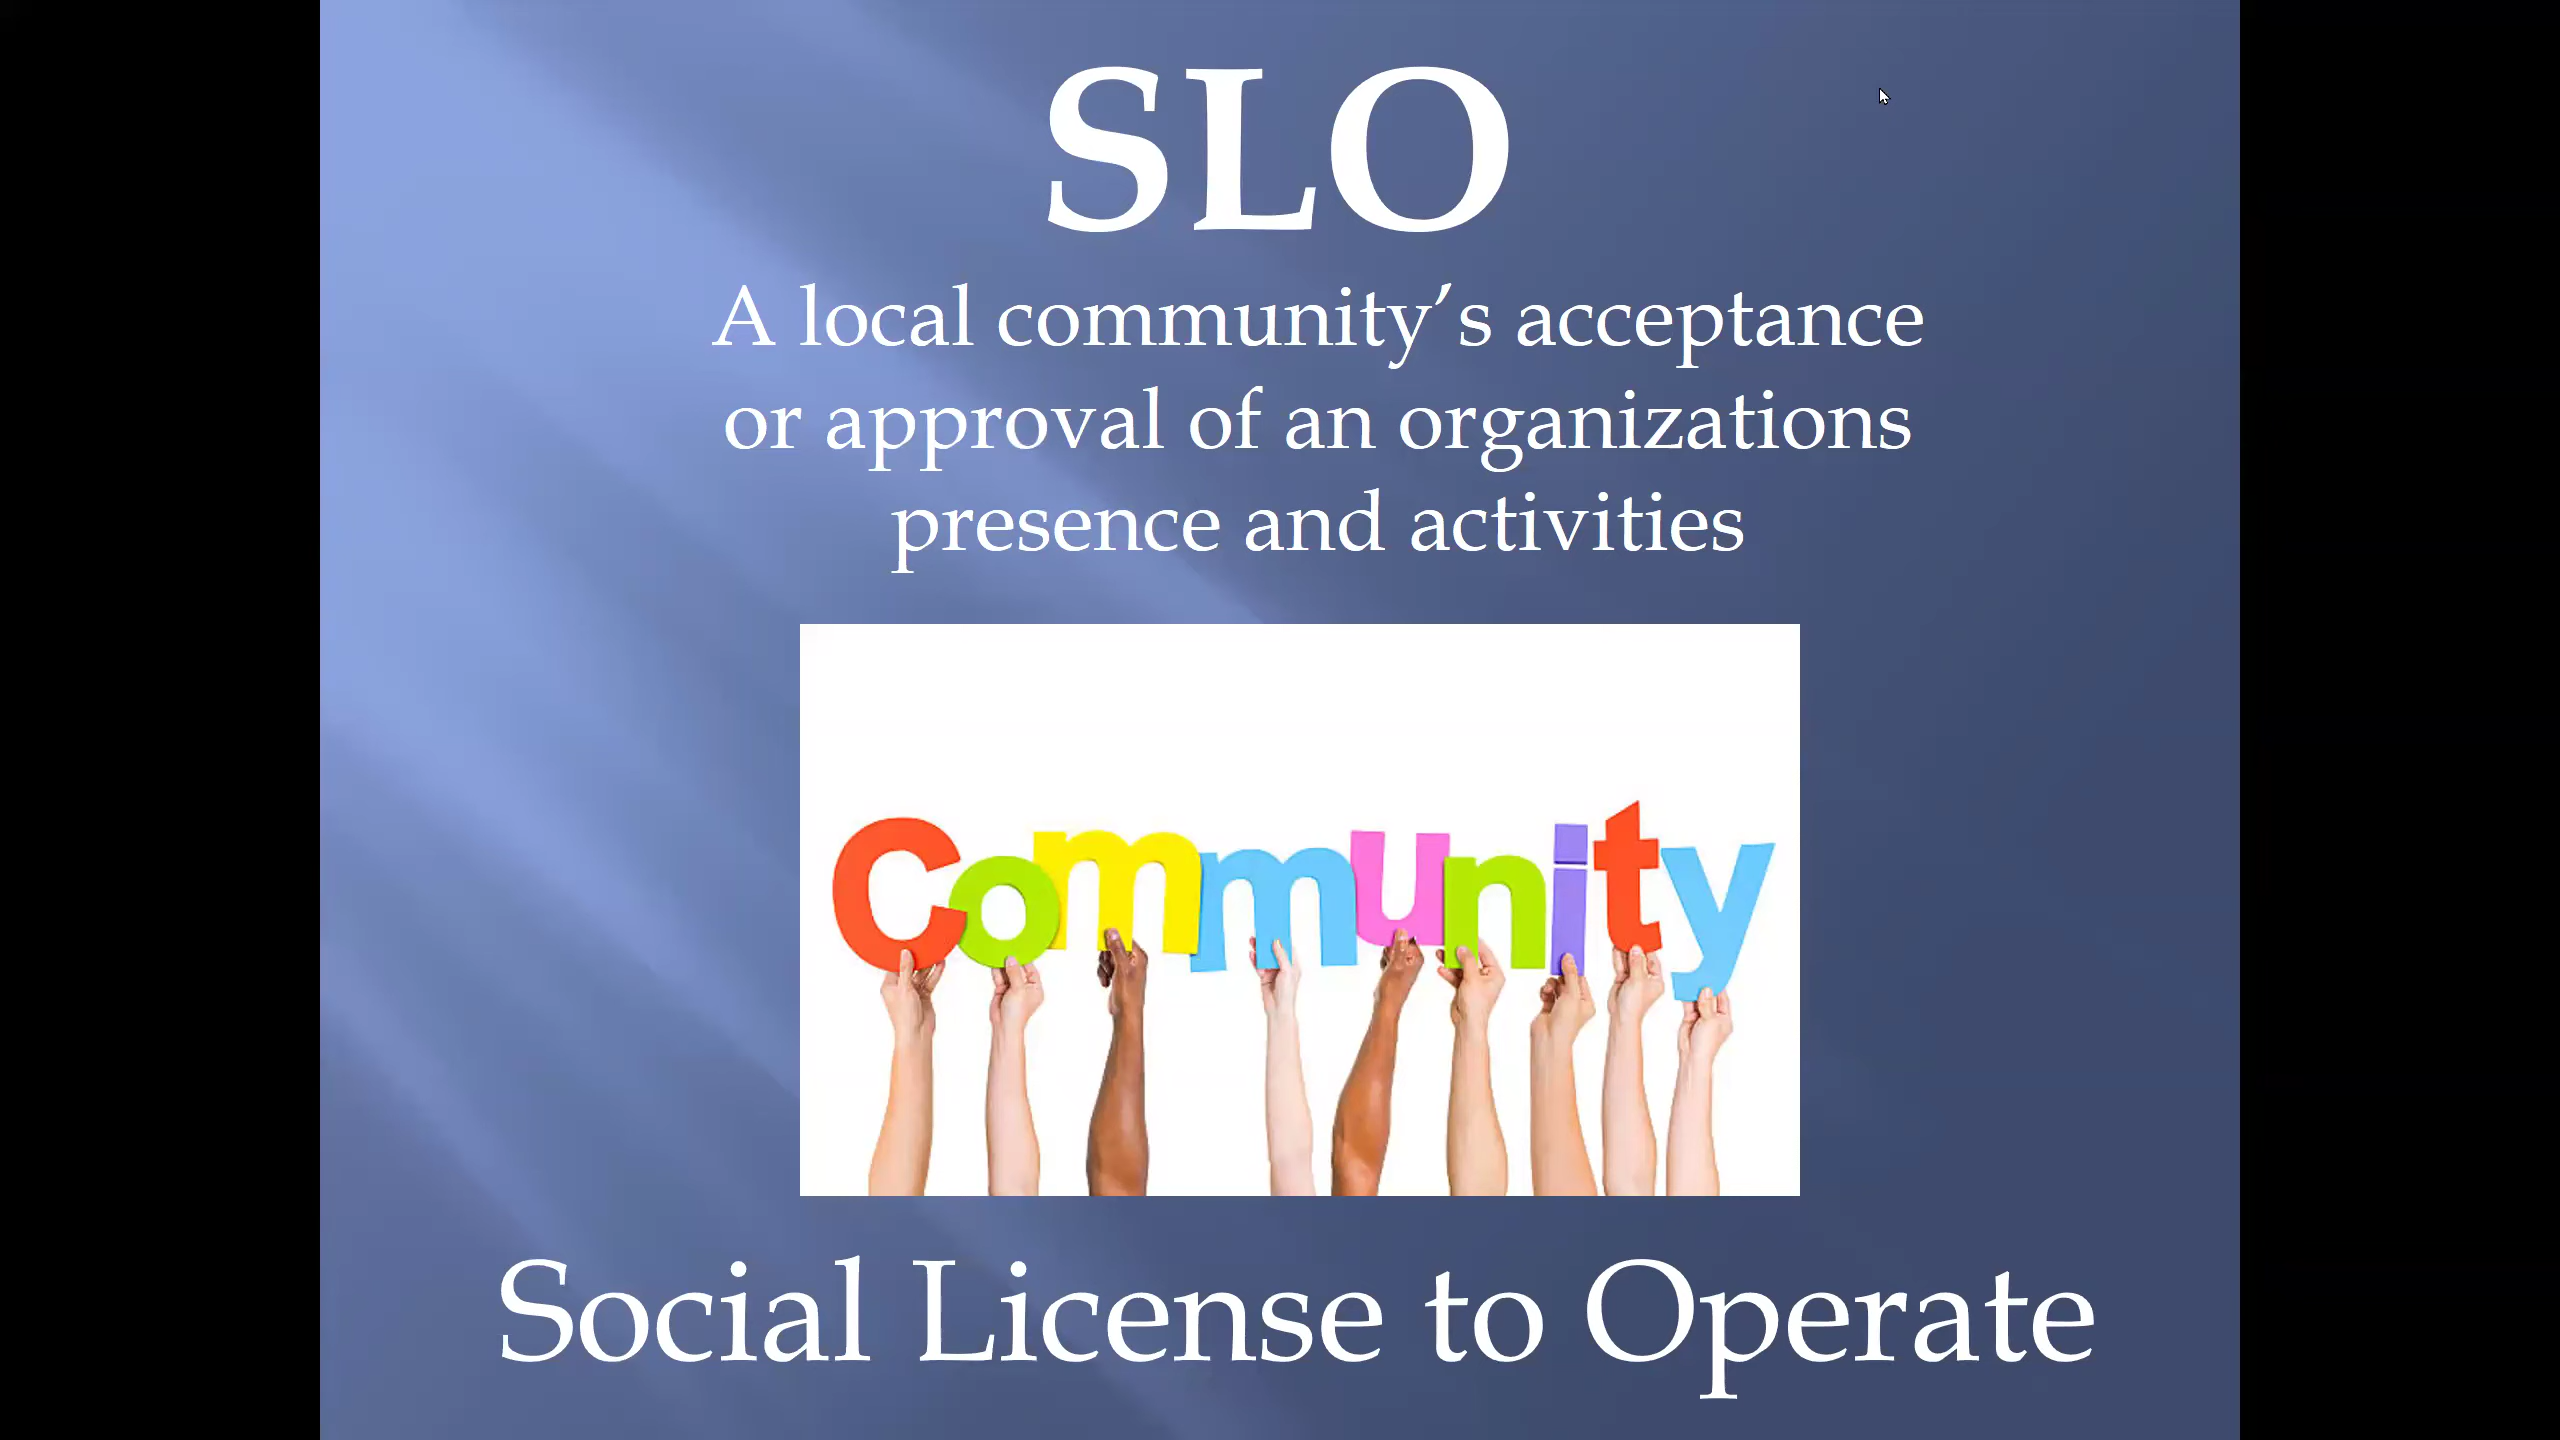 SLO
A local community’s acceptance
or approval of an organizations
presence and activities
Community
Social License to Operate